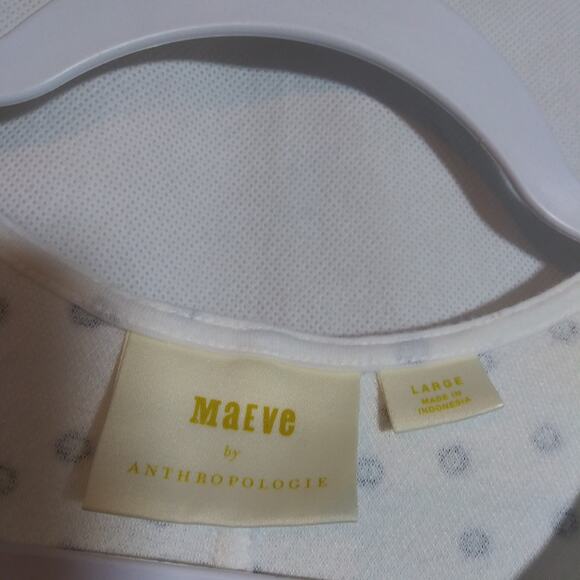 MaEVe
by
ANTHROPOLOGIE
LARGE
MADE IN
INDONESIA